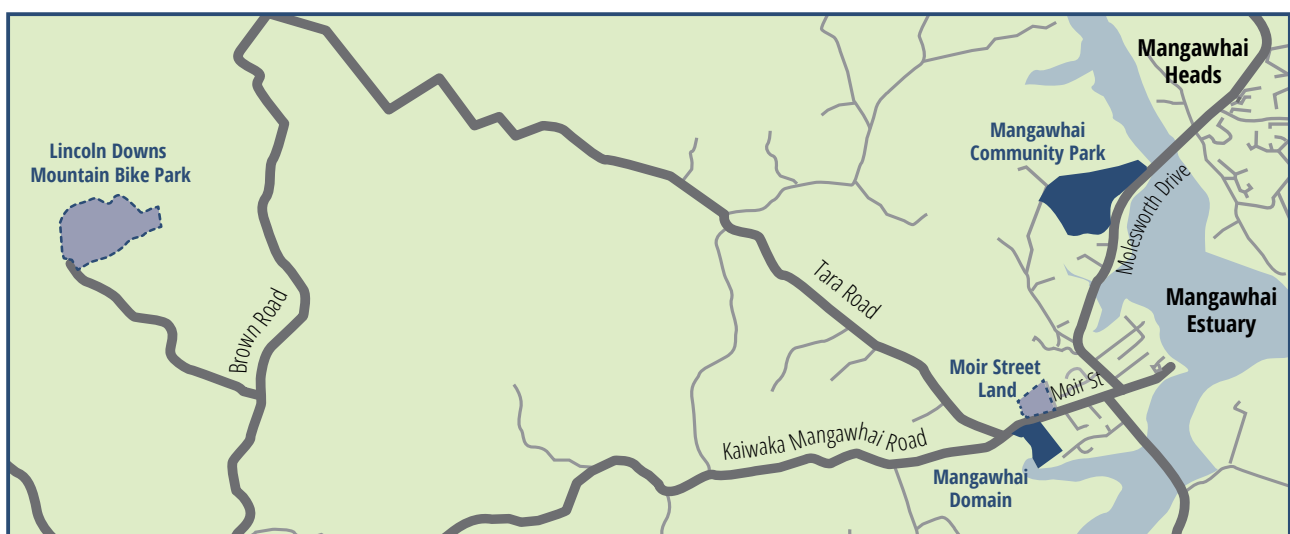 Mangawhai
Heads
Mangawhai
Community Park
Lincoln Downs
Mountain Bike Park
Molesworth Drive
Tara Road
Mangawhai
Estuary
Brown Road
Moir Street
Land
Moir St
Kaiwaka Mangawhai Road
Mangawhai
Domain